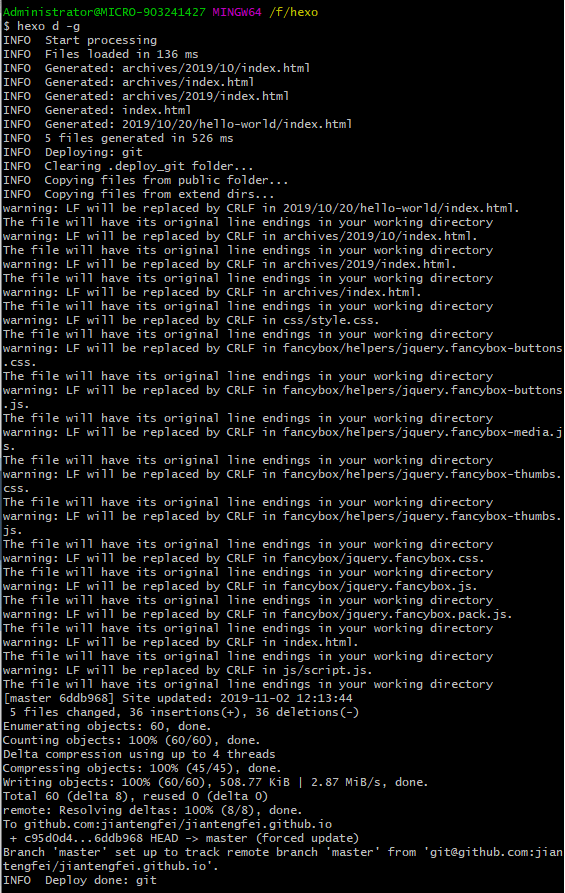 Administrator@MICRO-903241427 MINGW64 /f/hexo
$ hexo d -g
INFO  Start processing
INFO  Files loaded in 136 ms
INFO  Generated: archives/2019/10/index.html
INFO  Generated: archives/index.html
INFO  Generated: archives/2019/index.html
INFO  Generated: index.html
INFO  Generated: 2019/10/20/hello-world/index.html
INFO  5 files generated in 526 ms
INFO  Deploying: git
INFO  Clearing .deploy_git folder...
INFO  Copying files from public folder...
INFO  Copying files from extend dirs...
warning: LF will be replaced by CRLF in 2019/10/20/hello-world/index.html.
The file will have its original line endings in your working directory
warning: LF will be replaced by CRLF in archives/2019/10/index.html.
The file will have its original line endings in your working directory
warning: LF will be replaced by CRLF in archives/2019/index.html.
The file will have its original line endings in your working directory
warning: LF will be replaced by CRLF in archives/index.html.
The file will have its original line endings in your working directory
warning: LF will be replaced by CRLF in css/style.css.
The file will have its original line endings in your working directory
warning: LF will be replaced by CRLF in fancybox/helpers/jquery.fancybox-buttons
.css.
The file will have its original line endings in your working directory
warning: LF will be replaced by CRLF in fancybox/helpers/jquery.fancybox-buttons
.js.
The file will have its original line endings in your working directory
warning: LF will be replaced by CRLF in fancybox/helpers/jquery.fancybox-media.j
s.
The file will have its original line endings in your working directory
warning: LF will be replaced by CRLF in fancybox/helpers/jquery.fancybox-thumbs.
css.
The file will have its original line endings in your working directory
warning: LF will be replaced by CRLF in fancybox/helpers/jquery.fancybox-thumbs.
js.
The file will have its original line endings in your working directory
warning: LF will be replaced by CRLF in fancybox/jquery.fancybox.css.
The file will have its original line endings in your working directory
warning: LF will be replaced by CRLF in fancybox/jquery.fancybox.js.
The file will have its original line endings in your working directory
warning: LF will be replaced by CRLF in fancybox/jquery.fancybox.pack.js.
The file will have its original line endings in your working directory
warning: LF will be replaced by CRLF in index.html.
The file will have its original line endings in your working directory
warning: LF will be replaced by CRLF in js/script.js.
The file will have its original line endings in your working directory
[master 6ddb968] Site updated: 2019-11-02 12:13:44
 5 files changed, 36 insertions(+), 36 deletions(-)
Enumerating objects: 60, done.
Counting objects: 100% (60/60), done.
Delta compression using up to 4 threads
Compressing objects: 100% (45/45), done.
Writing objects: 100% (60/60), 508.77 KiB | 2.87 MiB/s, done.
Total 60 (delta 8), reused 0 (delta 0)
remote: Resolving deltas: 100% (8/8), done.
To github.com:jiantengfei/jiantengfei.github.io
 + c95d0d4...6ddb968 HEAD -> master (forced update)
Branch 'master' set up to track remote branch 'master' from 'git@github.com:jian
tengfei/jiantengfei.github.io'.
INFO  Deploy done: git